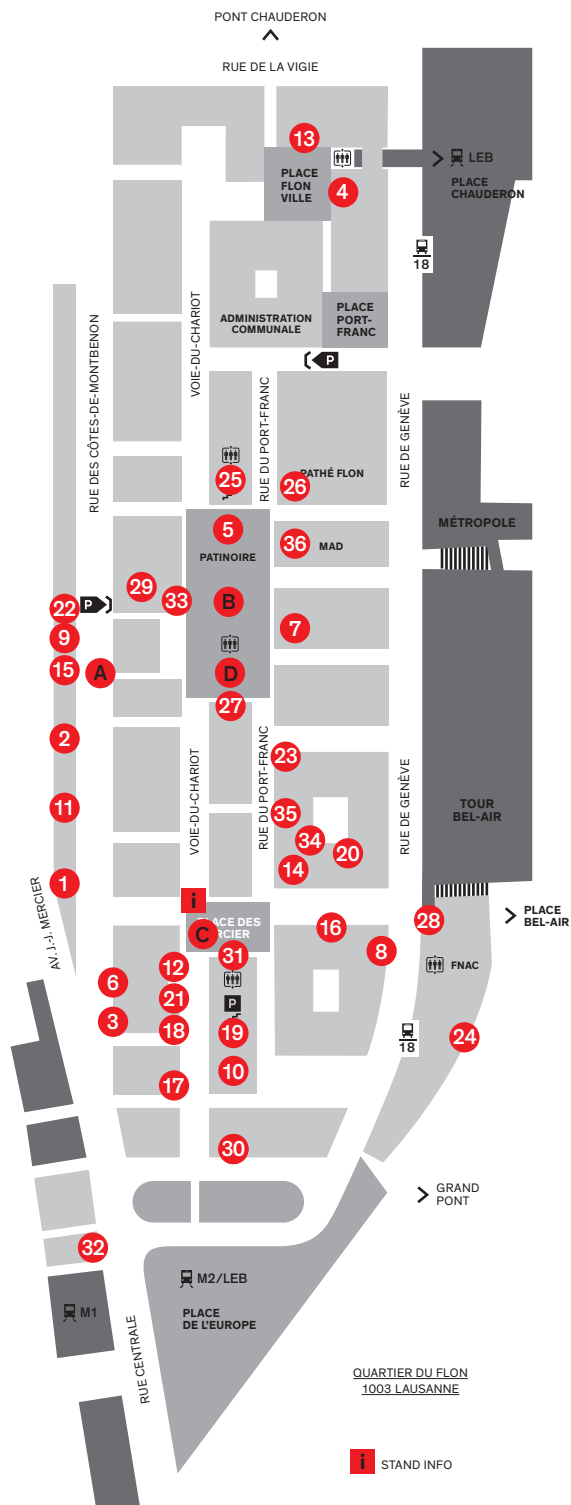 PONT CHAUDERON
RUE DE LA VIGIE
13
LEB
PLACE
FLON
VILLE
PLACE
CHAUDERON
4
18
RUE DES CÔTES-DE-MONTBENON
VOIE-DU-CHARIOT
ADMINISTRATION
COMMUNALE
PLACE
PORT-
FRANC
P
RUE DU PORT-FRANC
RUE DE GENÈVE
25
PATHÉ FLON
26
5
MÉTROPOLE
PATINOIRE
36
MAD
29
33
B
22
P
9
7
15
A
D
27
2
23
11
VOIE-DU-CHARIOT
RUE DU PORT-FRANC
35
RUE DE GENÈVE
TOUR
BEL-AIR
34
20
14
1
AV. J.-J. MERCIER
i
PLACE DES
C
RCIER
16
28
PLACE
BEL-AIR
8
31
12
FNAC
6
21
P
3
18
19
18
24
17
10
30
GRAND
PONT
32
M2/LEB
M1
PLACE
DE L'EUROPE
RUE CENTRALE
QUARTIER DU FLON
1003 LAUSANNE
i STAND INFO